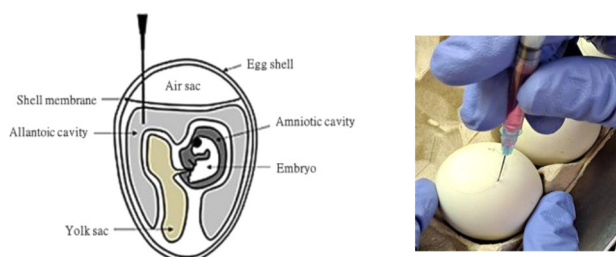 Egg shell
Air sac
Shell membrane
Allantoic cavity
Amniotic cavity
Embryo
Yolk sac